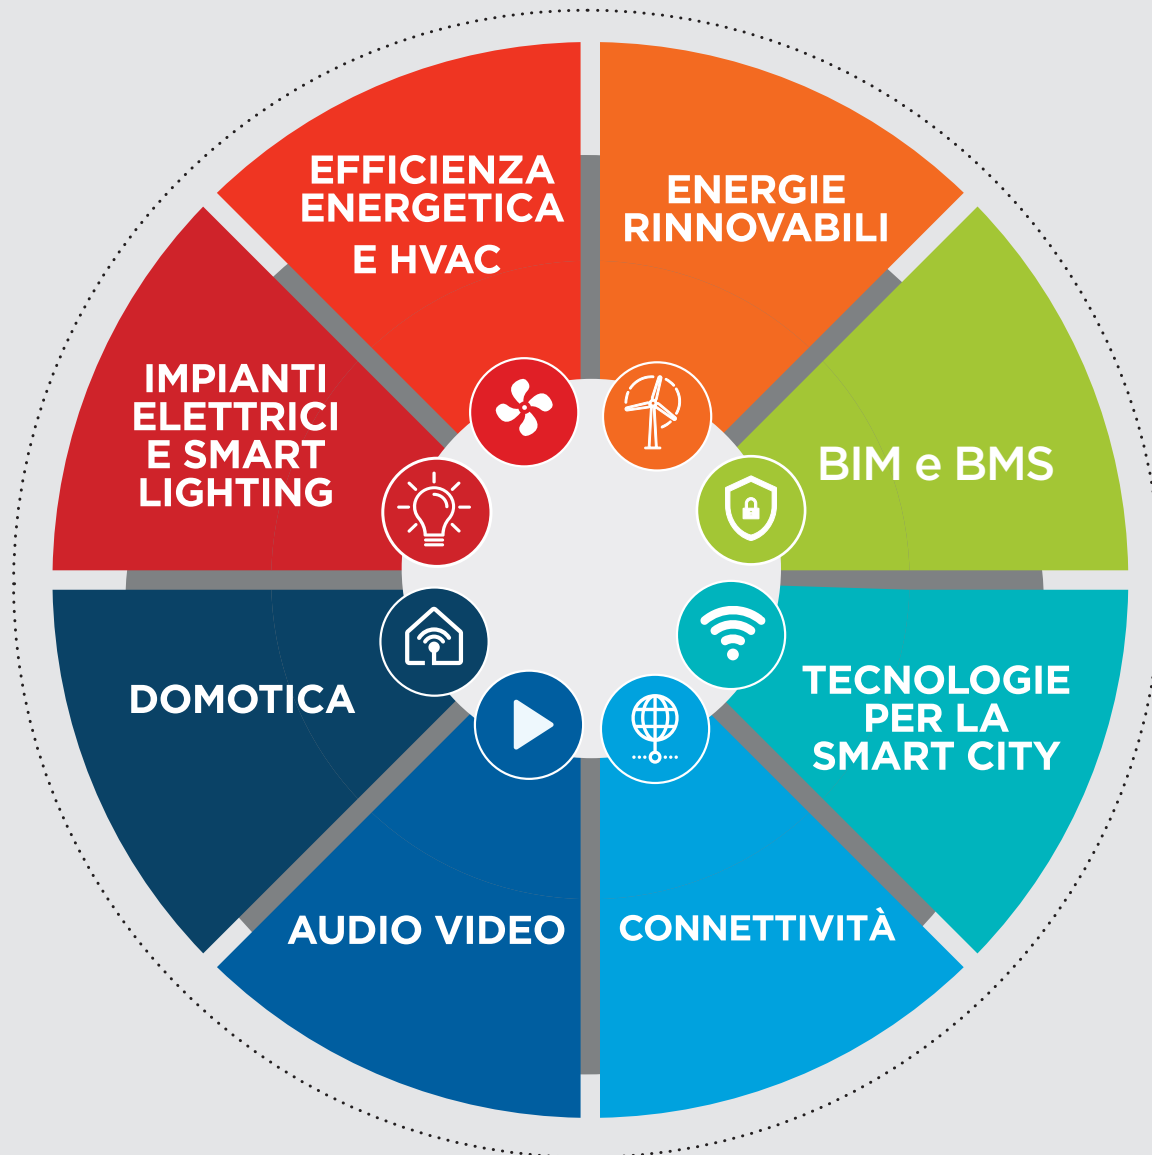 EFFICIENZA
ENERGETICA
E HVAC
ENERGIE
RINNOVABILI
BIM e BMS
TECNOLOGIE
PER LA
SMART CITY
CONNETTIVITÀ
AUDIO VIDEO
DOMOTICA
IMPIANTI
ELETTRICI
E SMART
LIGHTING